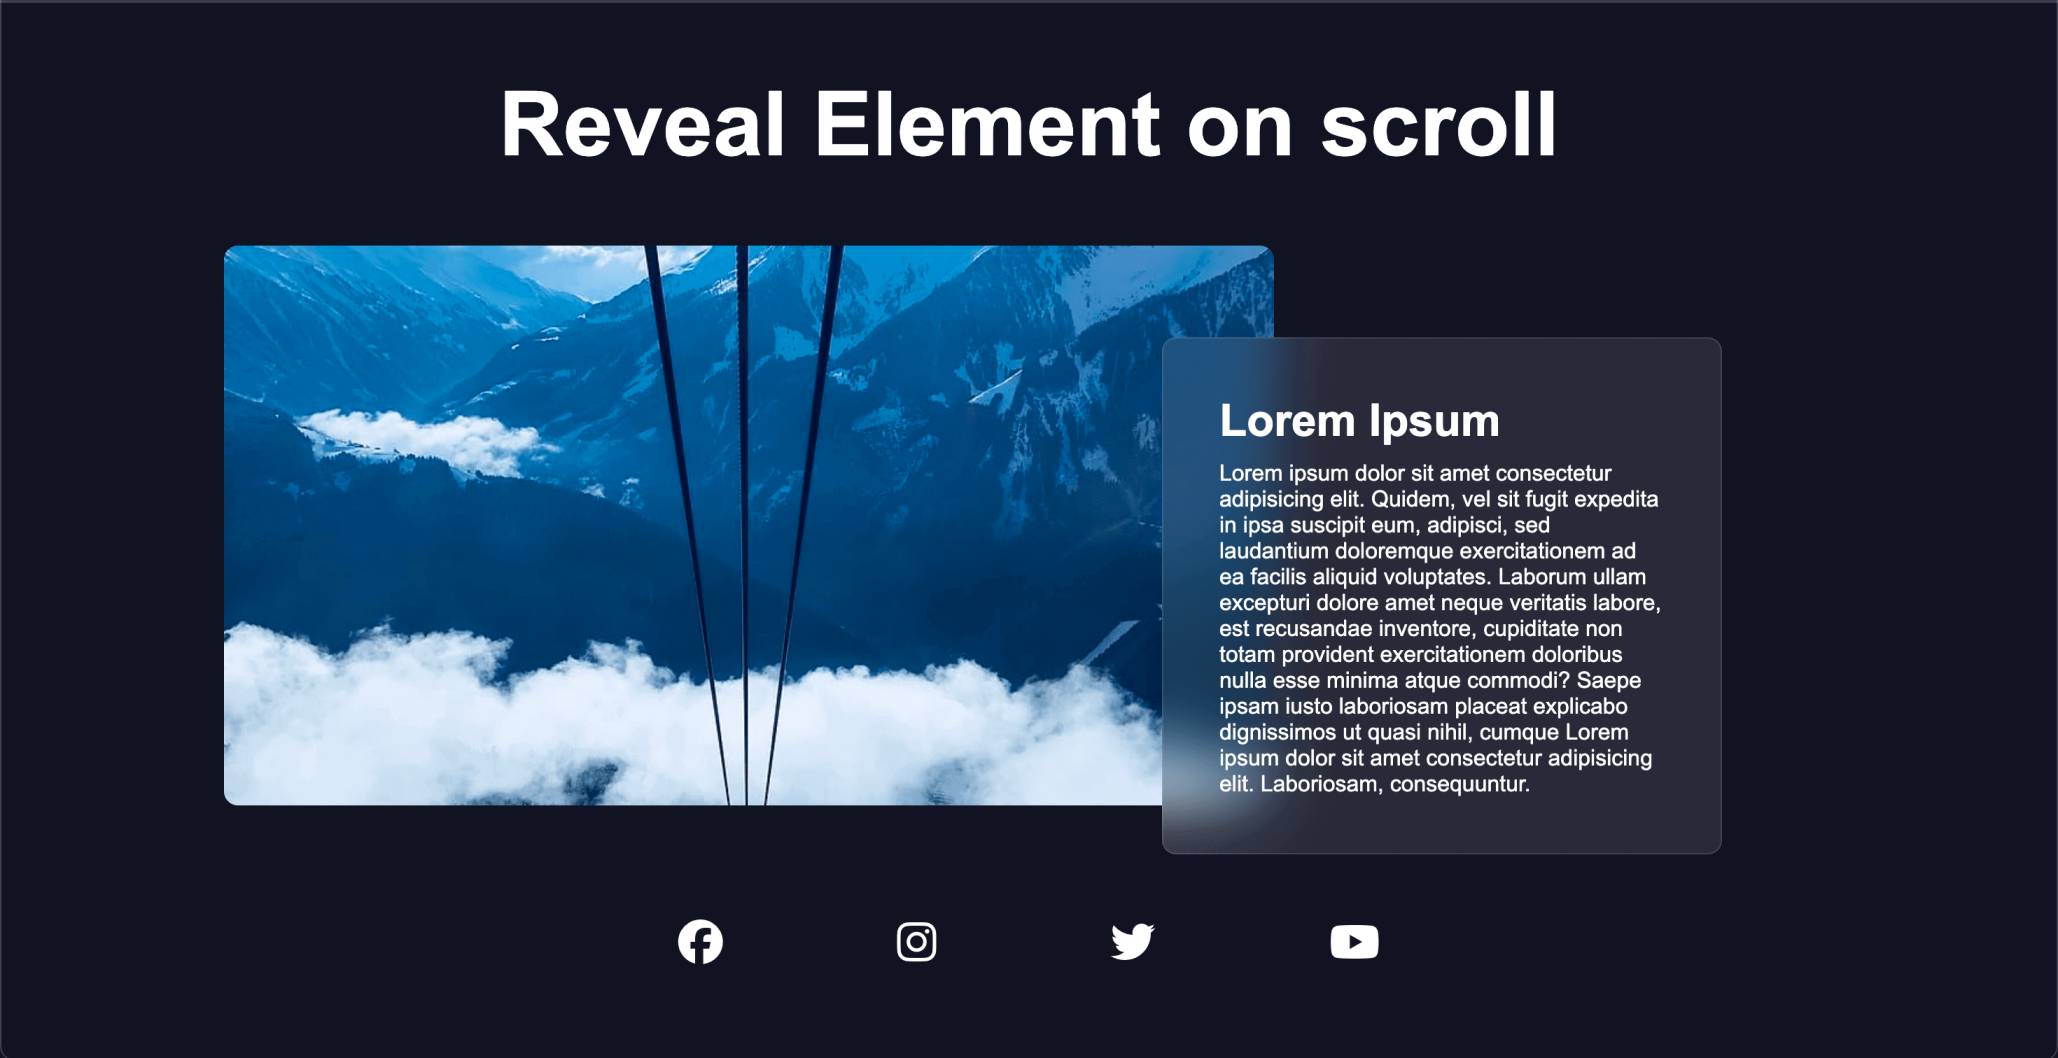 Reveal Element on scroll
Lorem Ipsum
Lorem ipsum dolor sit amet consectetur
adipisicing elit. Quidem, vel sit fugit expedita
in ipsa suscipit eum, adipisci, sed
laudantium doloremque exercitationem ad
ea facilis aliquid voluptates. Laborum ullam
excepturi dolore amet neque veritatis labore,
est recusandae inventore, cupiditate non
totam provident exercitationem doloribus
nulla esse minima atque commodi? Saepe
ipsam iusto laboriosam placeat explicabo
dignissimos ut quasi nihil, cumque Lorem
ipsum dolor sit amet consectetur adipisicing
elit. Laboriosam, consequuntur.